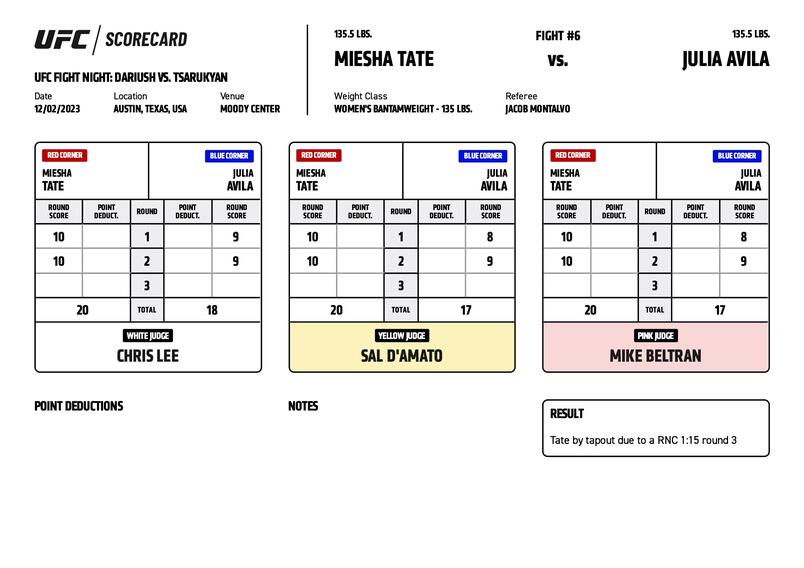 UFC / SCORECARD
UFC FIGHT NIGHT: DARIUSH VS. TSARUKYAN
Date Location Venue
12/02/2023 AUSTIN, TEXAS, USA MOODY CENTER
135.5 LBS. FIGHT #6 135.5 LBS.
MIESHA TATE VS. JULIA AVILA
Weight Class Referee
WOMEN'S BANTAMWEIGHT - 135 LBS. JACOB MONTALVO
RED CORNER BLUE CORNER
MIESHA JULIA
TATE AVILA
ROUND POINT ROUND POINT ROUND
SCORE DEDUCT. DEDUCT. SCORE
10 1 9
10 2 9
3
20 TOTAL 18
WHITE JUDGE
CHRIS LEE
RED CORNER BLUE CORNER
MIESHA JULIA
TATE AVILA
ROUND POINT ROUND POINT ROUND
SCORE DEDUCT. DEDUCT. SCORE
10 1 8
10 2 9
3
20 TOTAL 17
YELLOW JUDGE
SAL D'AMATO
RED CORNER BLUE CORNER
MIESHA JULIA
TATE AVILA
ROUND POINT ROUND POINT ROUND
SCORE DEDUCT. DEDUCT. SCORE
10 1 8
10 2 9
3
20 TOTAL 17
PINK JUDGE
MIKE BELTRAN
POINT DEDUCTIONS
NOTES
RESULT
Tate by tapout due to a RNC 1:15 round 3